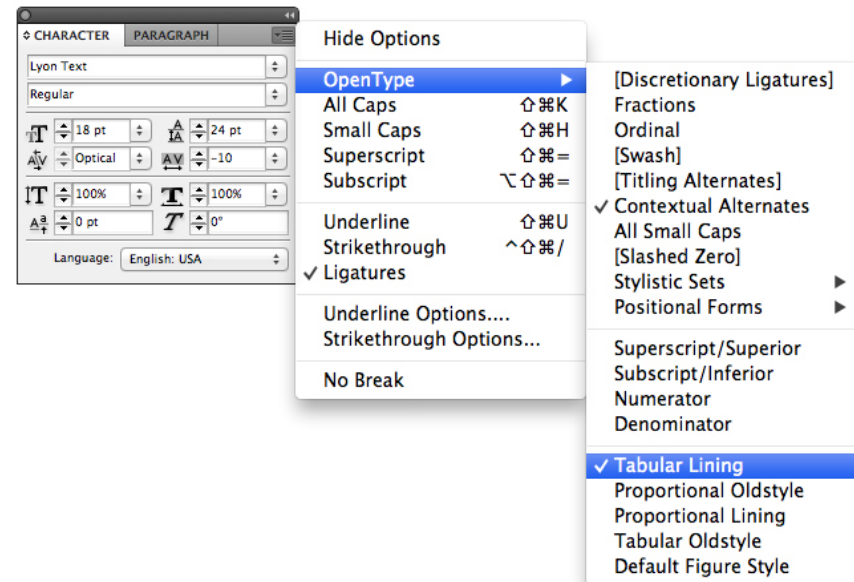 CHARACTER PARAGRAPH
Lyon Text
Regular
18 pt 24 pt
Optical -10
100% 100%
0 pt 0°
Language: English: USA
Hide Options
OpenType
All Caps ⇧⌘K
Small Caps ⇧⌘H
Superscript ⇧⌘=
Subscript ⌥⇧⌘=
Underline ⇧⌘U
Strikethrough ^⇧⌘/
✓ Ligatures
Underline Options....
Strikethrough Options...
No Break
[Discretionary Ligatures]
Fractions
Ordinal
[Swash]
[Titling Alternates]
✓ Contextual Alternates
All Small Caps
[Slashed Zero]
Stylistic Sets
Positional Forms
Superscript/Superior
Subscript/Inferior
Numerator
Denominator
✓ Tabular Lining
Proportional Oldstyle
Proportional Lining
Tabular Oldstyle
Default Figure Style